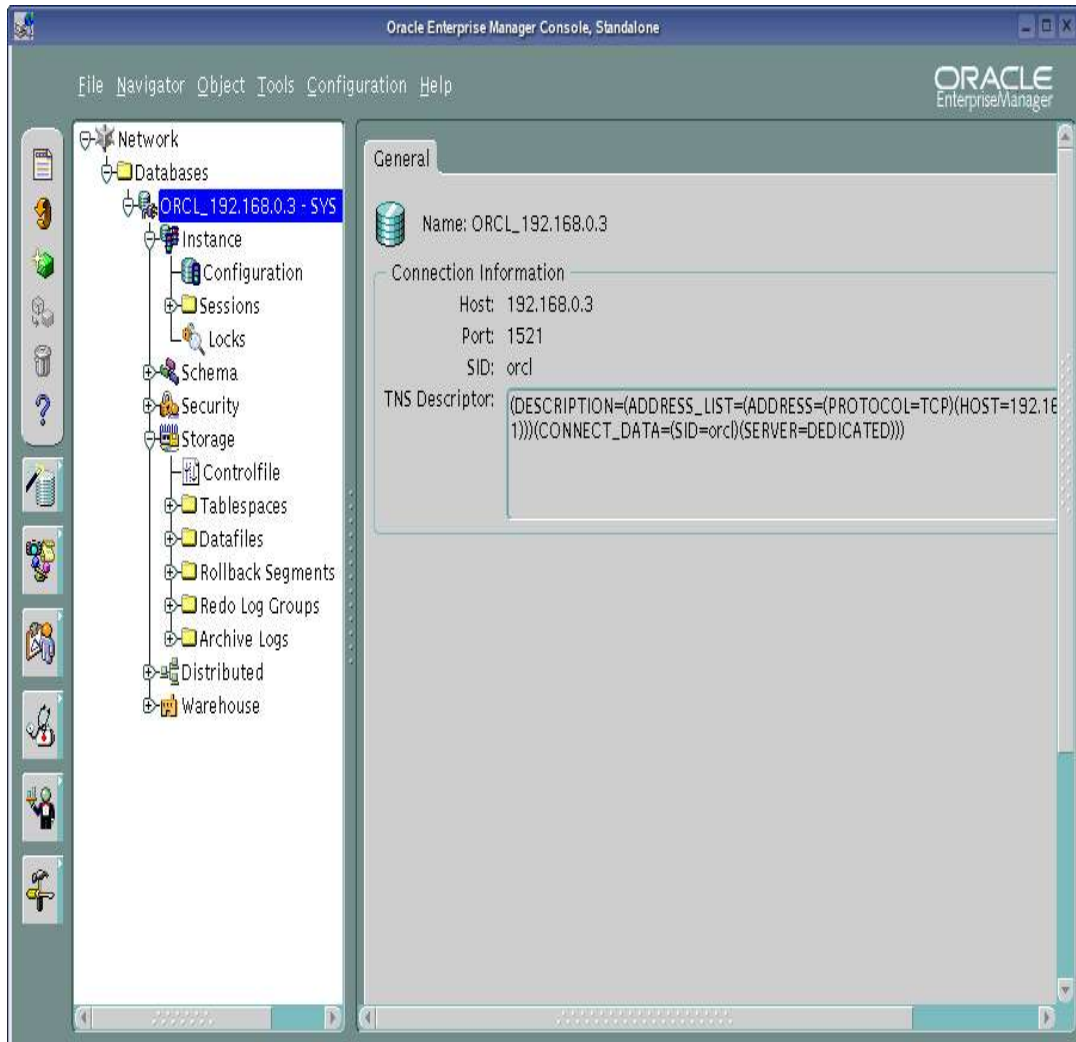 Oracle Enterprise Manager Console, Standalone
File Navigator Object Tools Configuration Help
ORACLE
EnterpriseManager
Network
Databases
ORCL_192.168.0.3 - SYS
Instance
Configuration
Sessions
Locks
Schema
Security
Storage
Controlfile
Tablespaces
Datafiles
Rollback Segments
Redo Log Groups
Archive Logs
Distributed
Warehouse
General
Name: ORCL_192.168.0.3
Connection Information
Host: 192.168.0.3
Port: 1521
SID: orcl
TNS Descriptor: (DESCRIPTION=(ADDRESS_LIST=(ADDRESS=(PROTOCOL=TCP)(HOST=192.16
1)))(CONNECT_DATA=(SID=orcl)(SERVER=DEDICATED)))